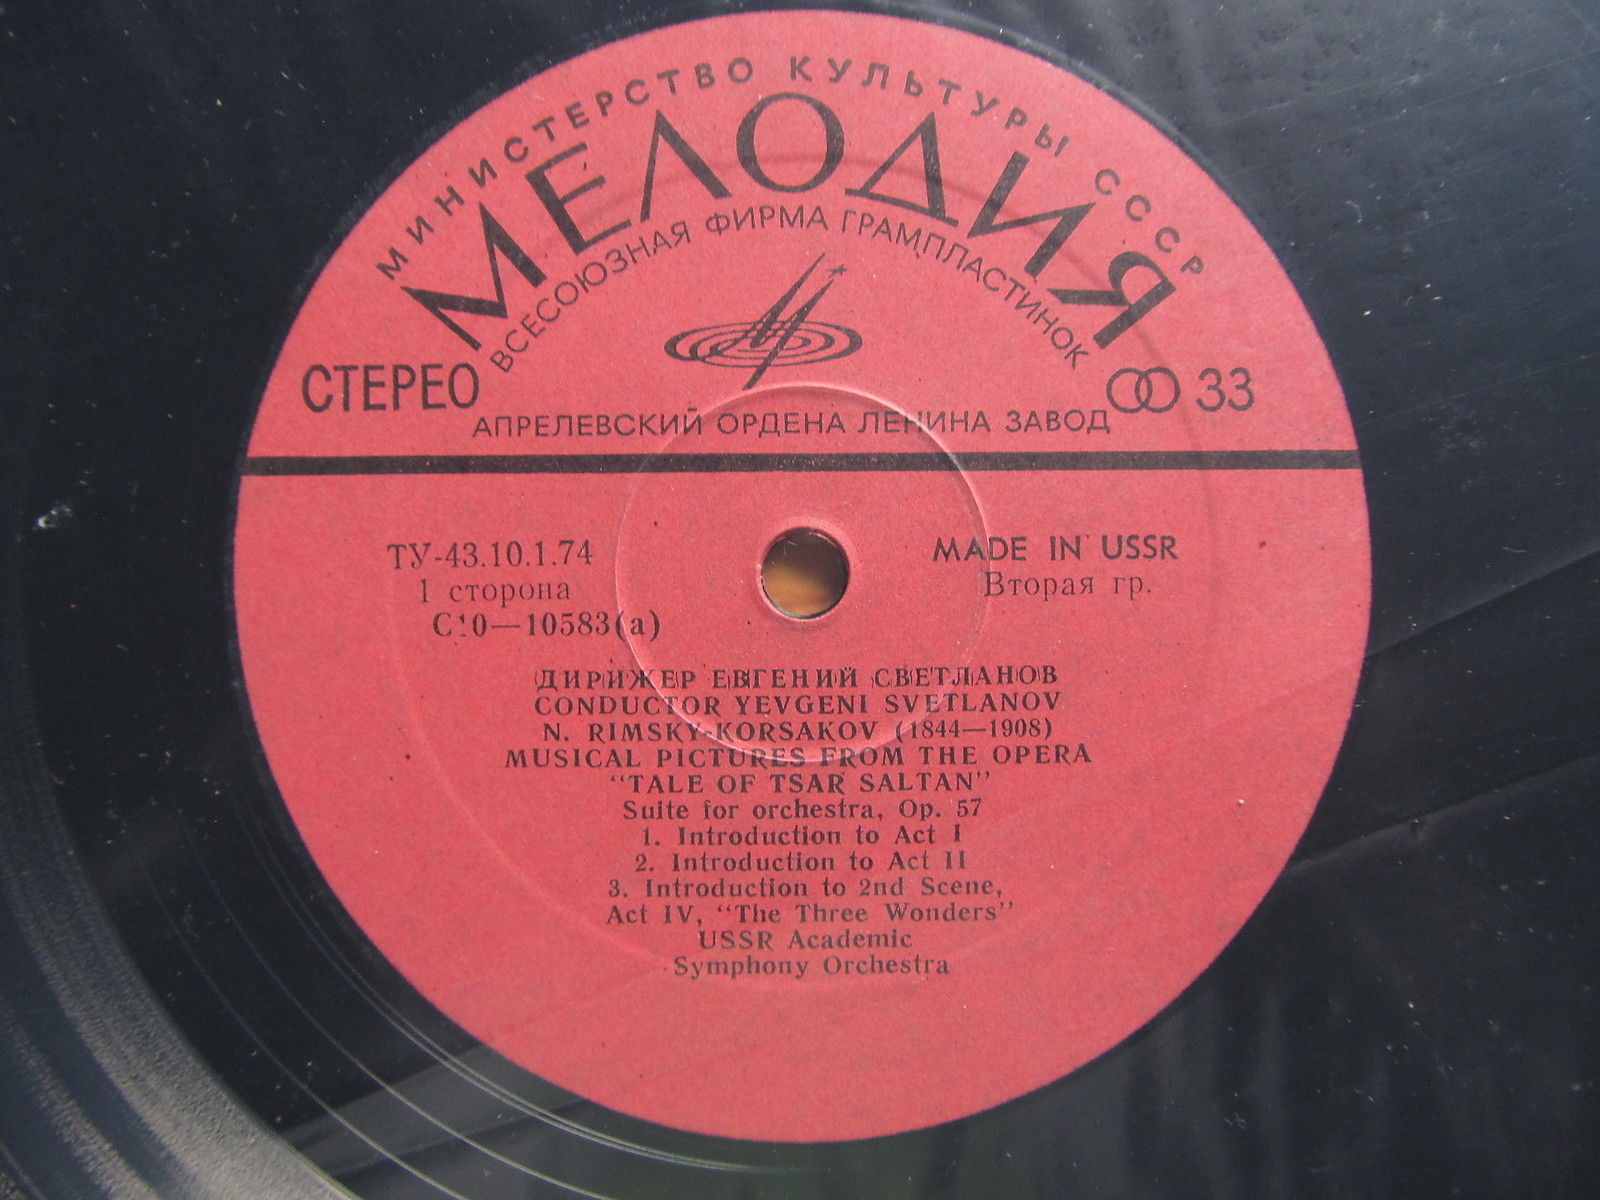 МИНИСТЕРСТВО КУЛЬТУРЫ СССР
МЕЛОДИЯ
ВСЕСОЮЗНАЯ ФИРМА ГРАМПЛАСТИНОК
СТЕРЕО
33
АПРЕЛЕВСКИЙ ОРДЕНА ЛЕНИНА ЗАВОД
ТУ-43.10.1.74
1 сторона
С10—10583(а)
MADE IN USSR
Вторая гр.
ДИРИЖЕР ЕВГЕНИЙ СВЕТЛАНОВ
CONDUCTOR YEVGENI SVETLANOV
N. RIMSKY-KORSAKOV (1844—1908)
MUSICAL PICTURES FROM THE OPERA
"TALE OF TSAR SALTAN"
Suite for orchestra, Op. 57
1. Introduction to Act I
2. Introduction to Act II
3. Introduction to 2nd Scene,
Act IV, "The Three Wonders"
USSR Academic
Symphony Orchestra